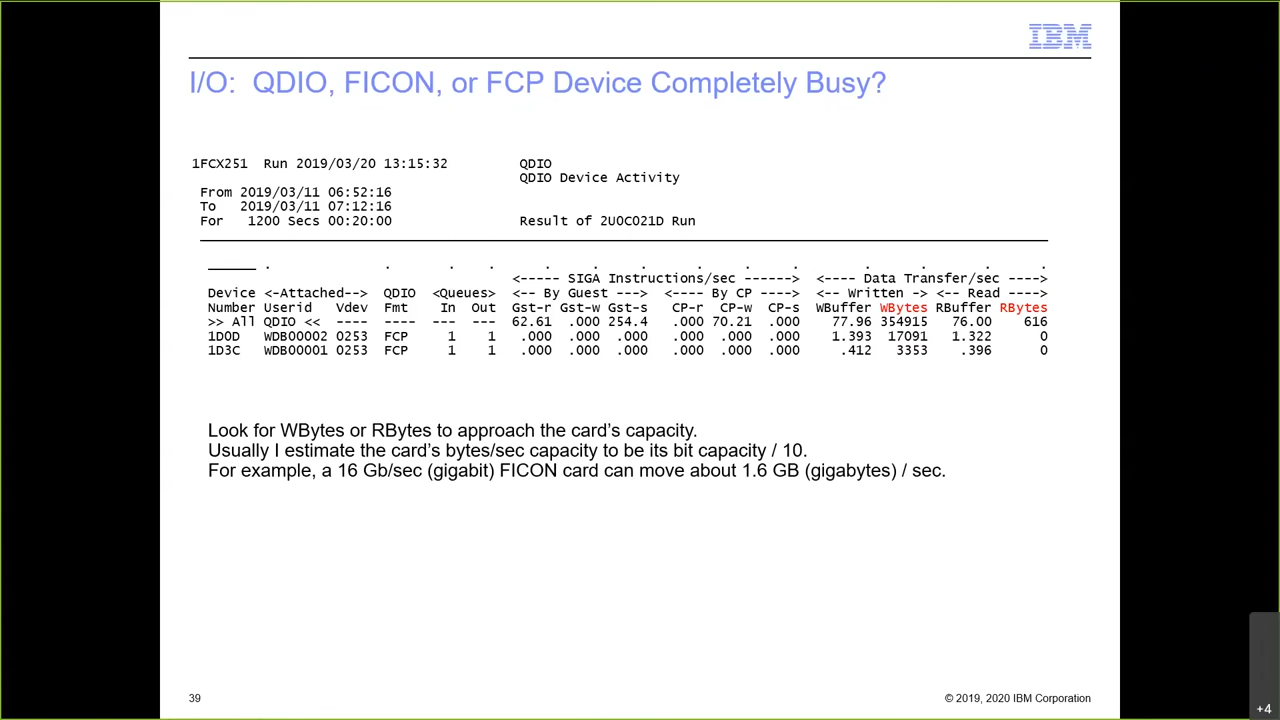 IBM
I/O: QDIO, FICON, or FCP Device Completely Busy?
1FCX251 Run 2019/03/20 13:15:32 QDIO
QDIO Device Activity
From 2019/03/11 06:52:16
To 2019/03/11 07:12:16
For 1200 Secs 00:20:00 Result of 2UOC021D Run
______ . . . . . . . . . . . . . .
<----- SIGA Instructions/sec ------> <---- Data Transfer/sec ---->
Device <-Attached--> QDIO <Queues> <-- By Guest ---> <---- By CP ----> <-- Written -> <-- Read ---->
Number Userid Vdev Fmt In Out Gst-r Gst-w Gst-s CP-r CP-w CP-s WBuffer WBytes RBuffer RBytes
>> All QDIO << ---- ---- --- --- 62.61 .000 254.4 .000 70.21 .000 77.96 354915 76.00 616
1D0D WDB00002 0253 FCP 1 1 .000 .000 .000 .000 .000 .000 1.393 17091 1.322 0
1D3C WDB00001 0253 FCP 1 1 .000 .000 .000 .000 .000 .000 .412 3353 .396 0
Look for WBytes or RBytes to approach the card's capacity.
Usually I estimate the card's bytes/sec capacity to be its bit capacity / 10.
For example, a 16 Gb/sec (gigabit) FICON card can move about 1.6 GB (gigabytes) / sec.
39
© 2019, 2020 IBM Corporation
+4